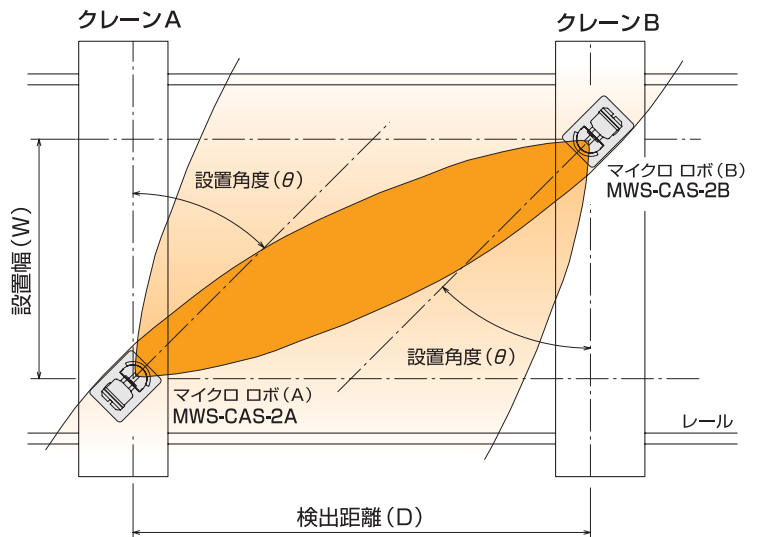 クレーンA
クレーンB
設置角度(θ)
マイクロ ロボ(B)
MWS-CAS-2B
設置幅(W)
設置角度(θ)
マイクロ ロボ(A)
MWS-CAS-2A
レール
検出距離(D)